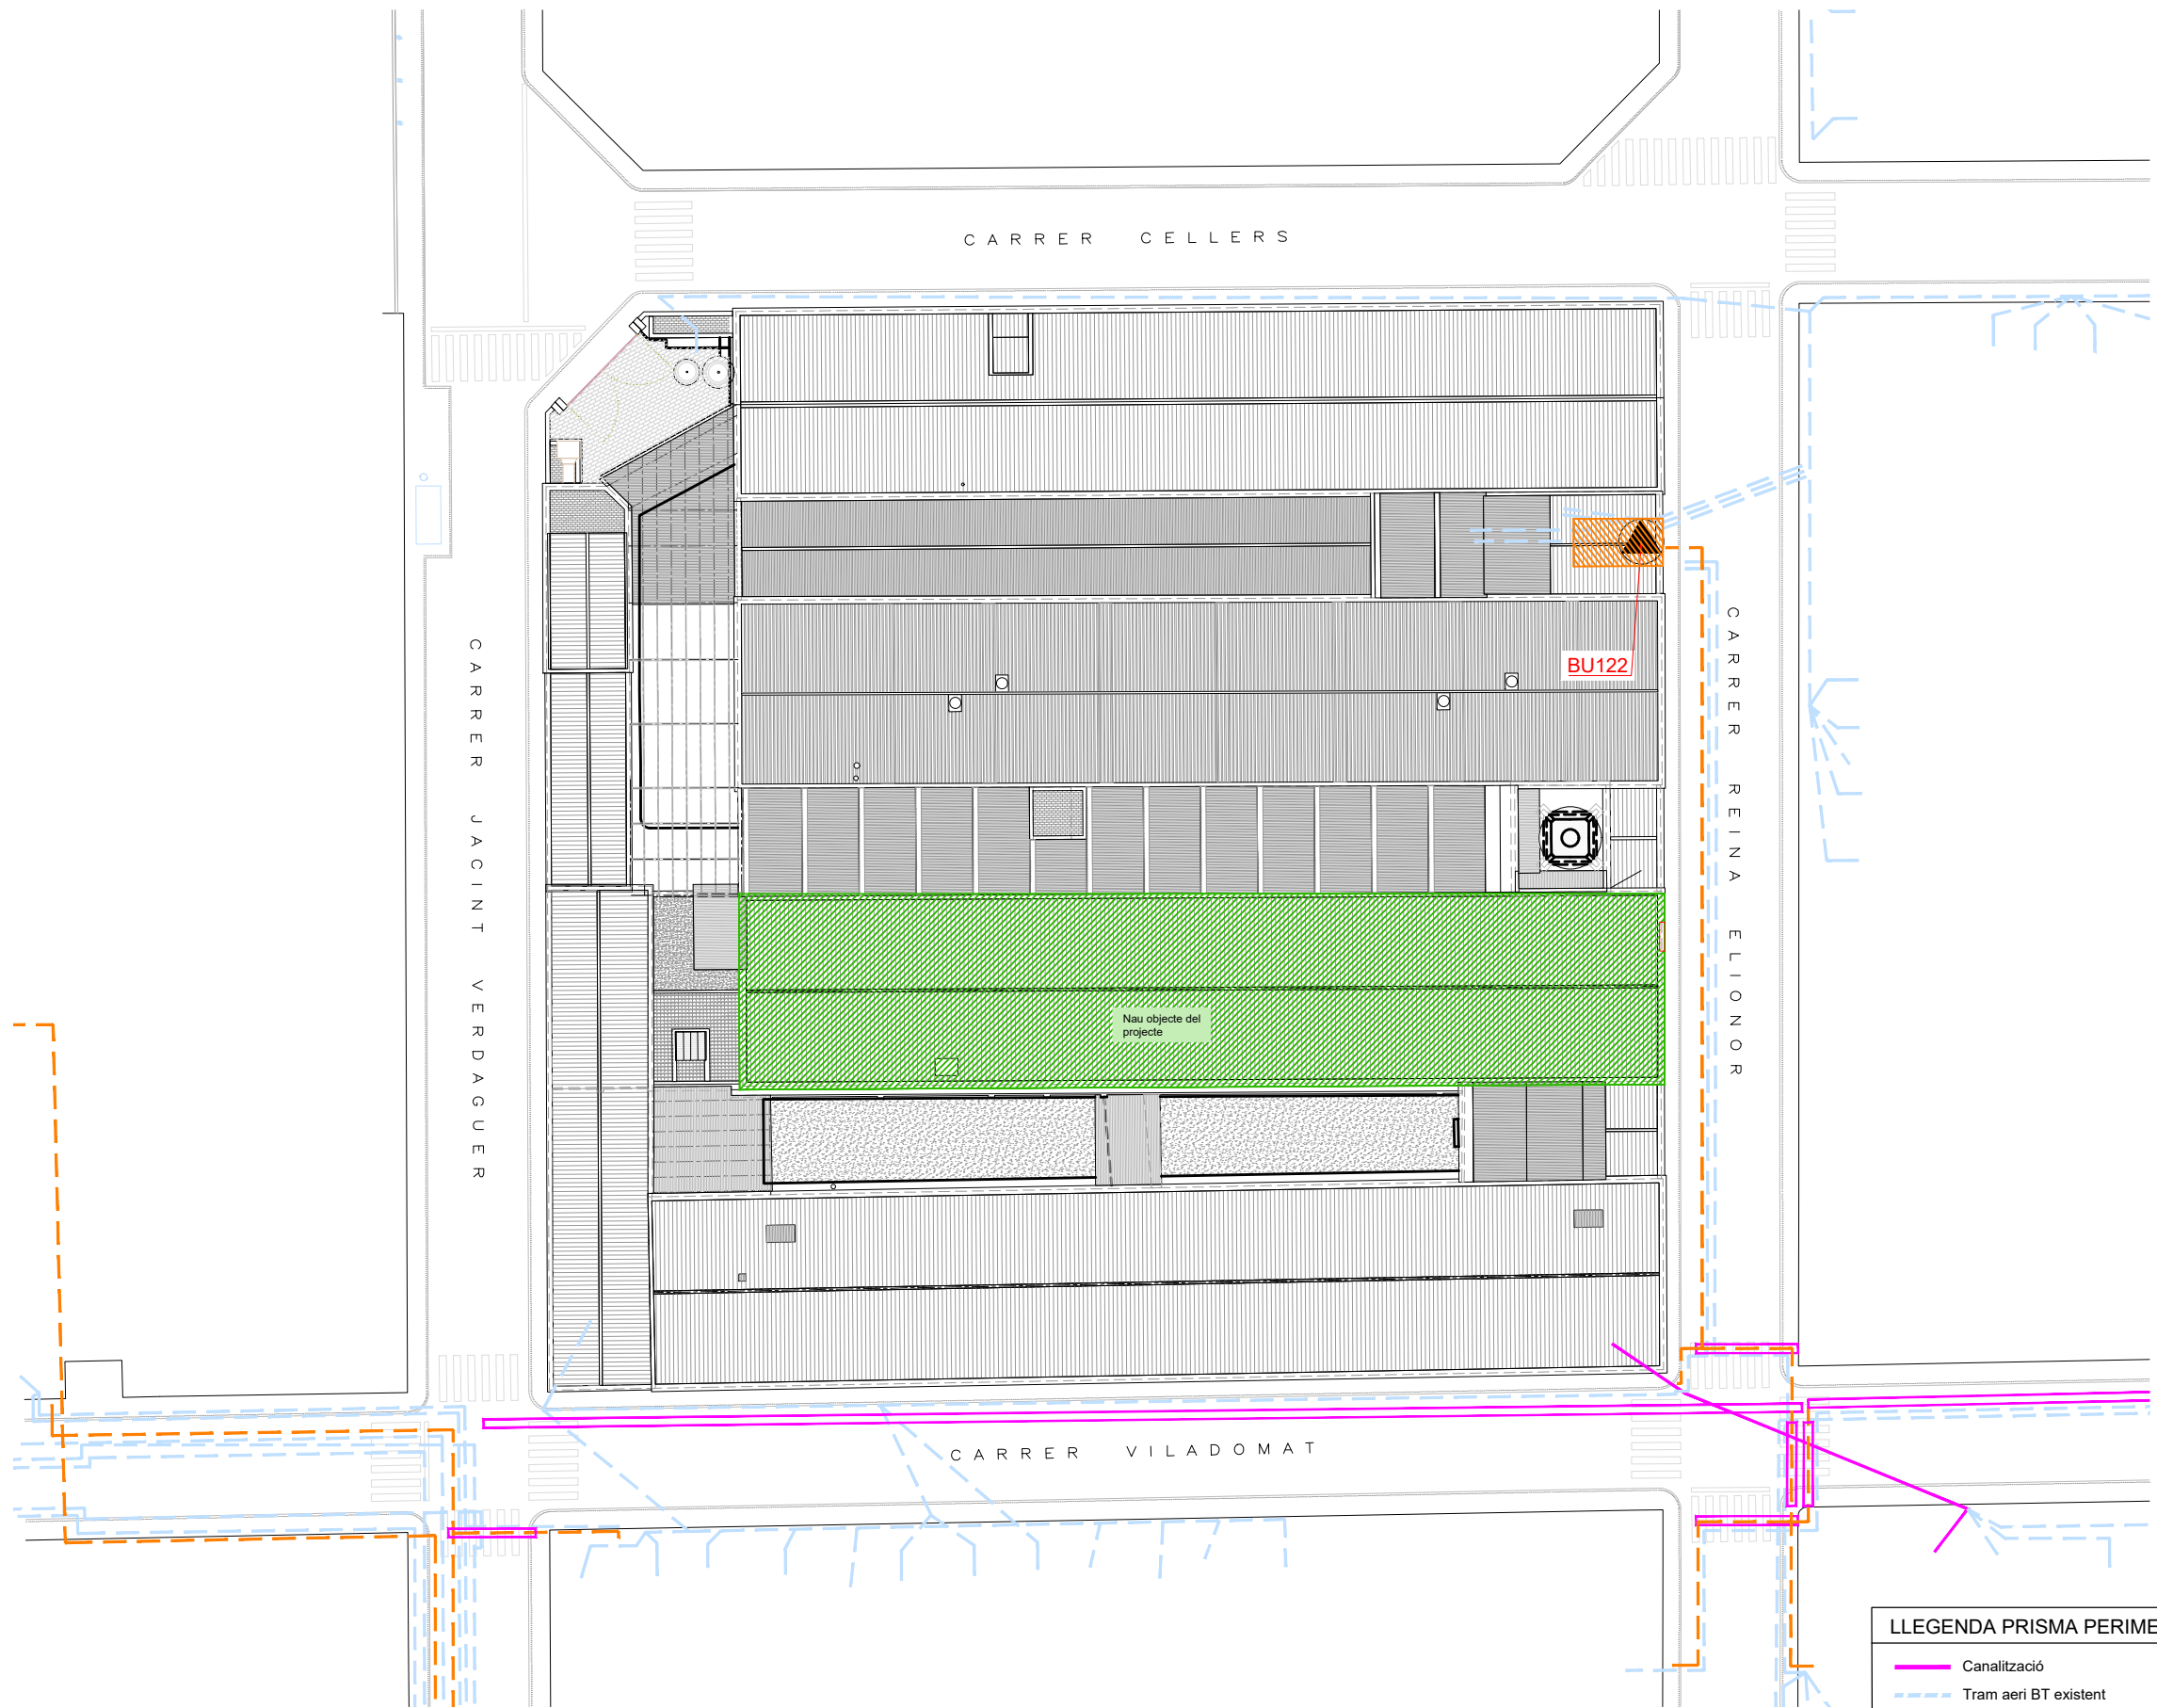 CARRER CELLERS
CARRER JACINT VERDAGUER
CARRER REINA ELIONOR
BU122
Nau objecte del
projecte
CARRER VILADOMAT
LLEGENDA PRISMA PERIME
Canalització
Tram aeri BT existent